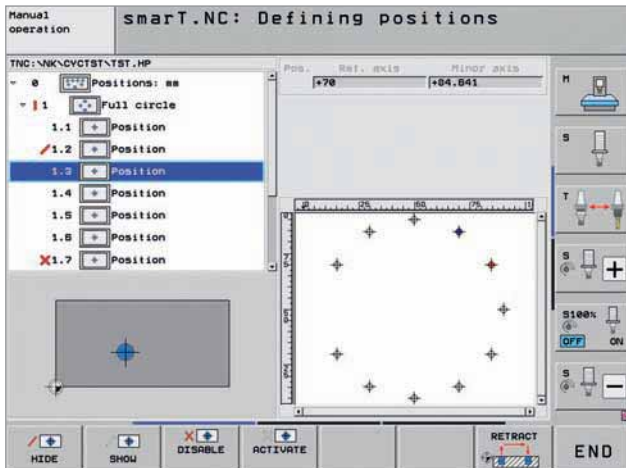 Manual
operation
smarT.NC: Defining positions
TNC:\NK\CYCTST\TST.HP
0 Positions: mm
1 Full circle
1.1 Position
1.2 Position
1.3 Position
1.4 Position
1.5 Position
1.6 Position
1.7 Position
Pos. Ref. axis Minor axis
+70 +84.641
M
S
T
S
+
S100%
OFF ON
S
−
HIDE
SHOW
DISABLE
ACTIVATE
RETRACT
END